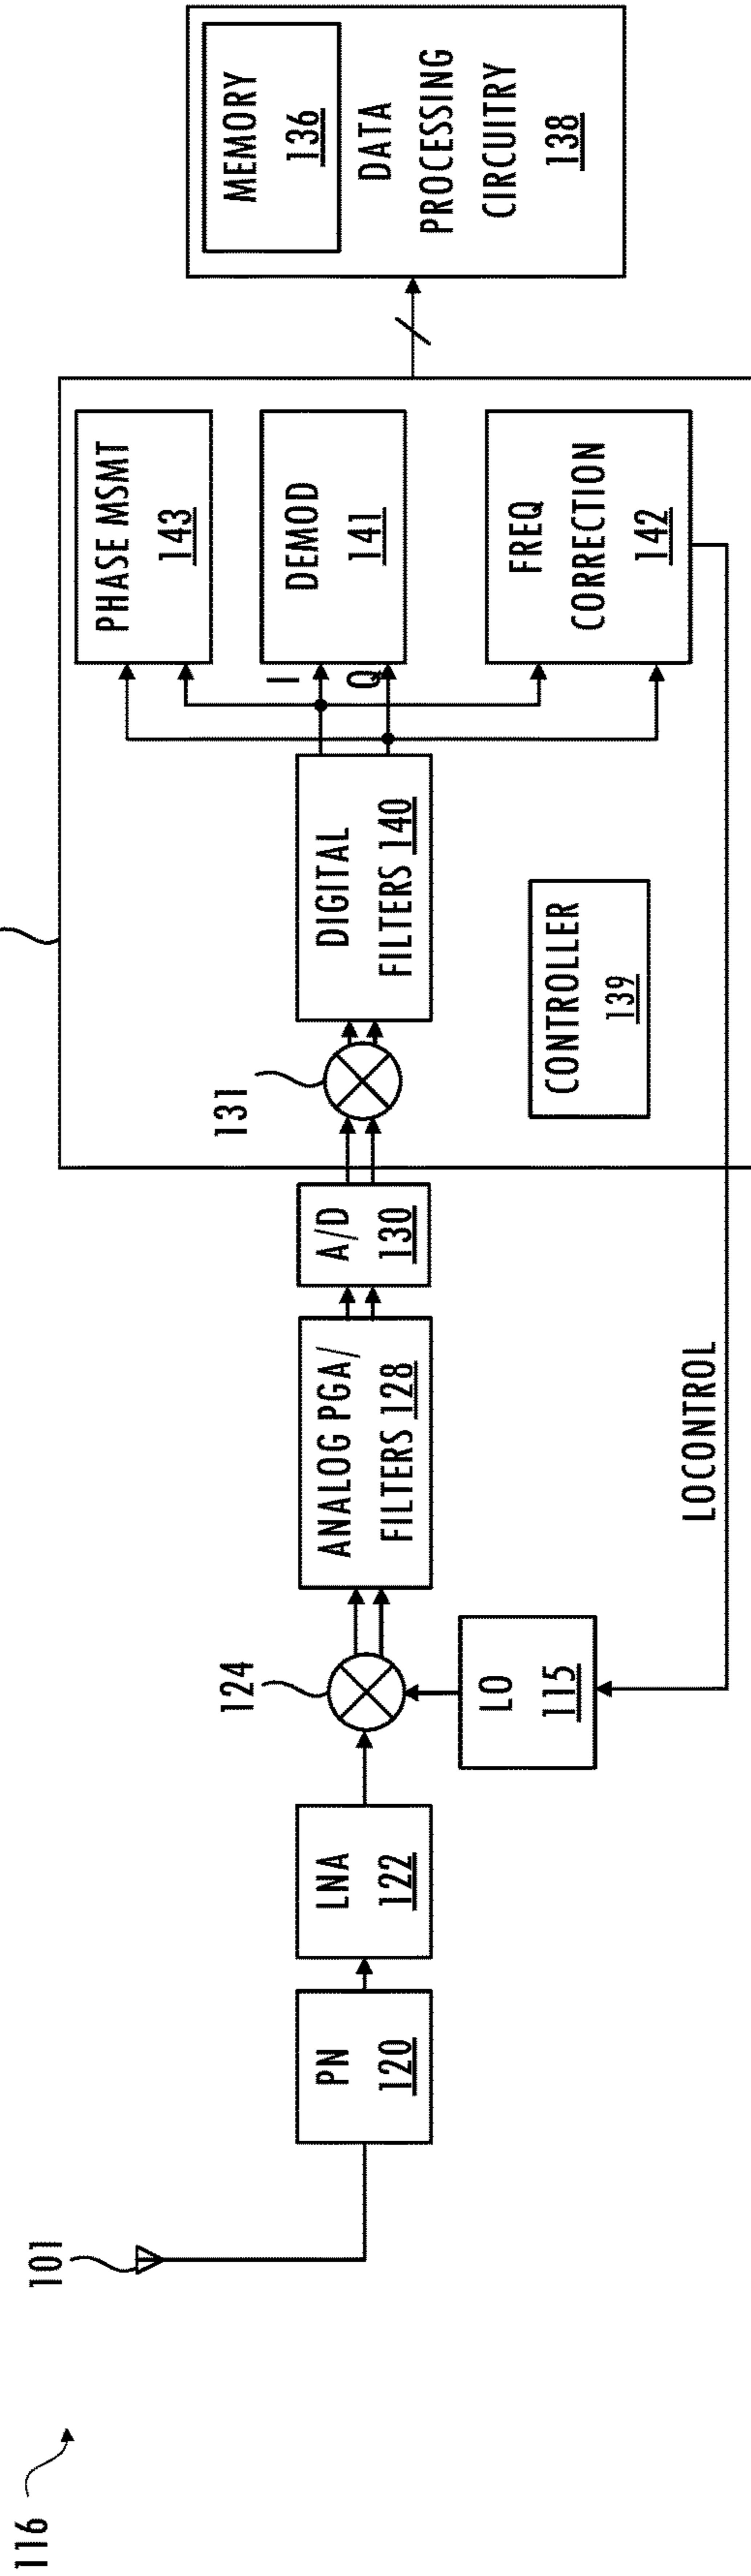 116
101
PN
120
LNA
122
124
LO
115
ANALOG PGA/
FILTERS 128
A/D
130
131
DIGITAL
FILTERS 140
I
Q
PHASE MSMT
143
DEMOD
141
FREQ
CORRECTION
142
CONTROLLER
139
LOCONTROL
MEMORY
136
DATA
PROCESSING
CIRCUITRY
138